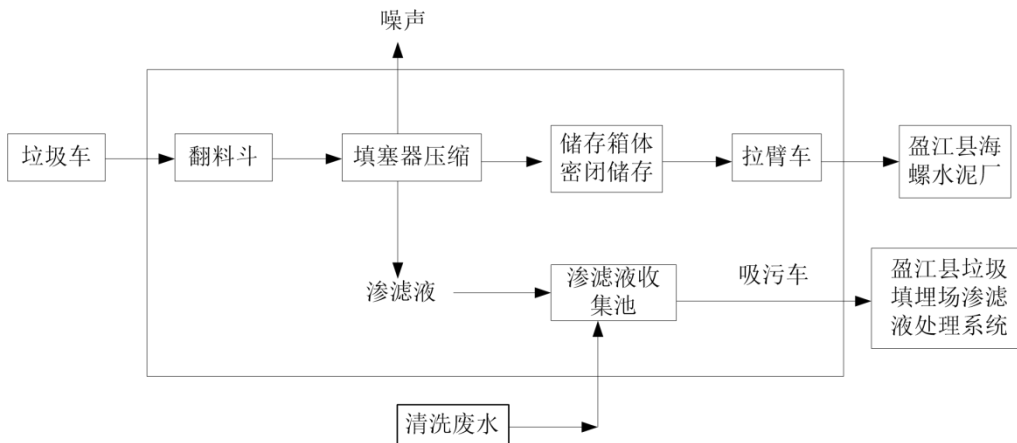 噪声
垃圾车
翻料斗
填塞器压缩
储存箱体
密闭储存
拉臂车
盈江县海
螺水泥厂
渗滤液
渗滤液收
集池
吸污车
盈江县垃圾
填埋场渗滤
液处理系统
清洗废水